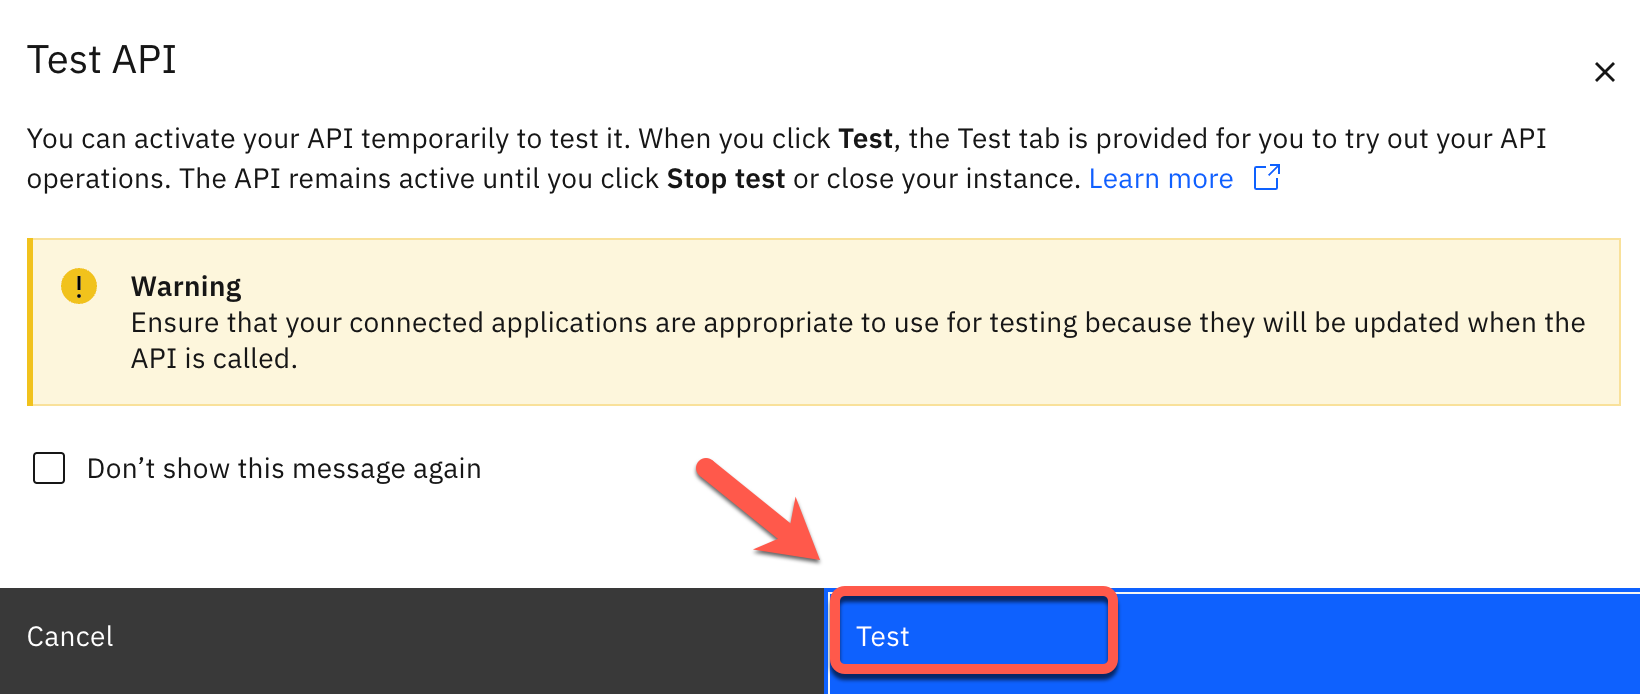 Test API
You can activate your API temporarily to test it. When you click Test, the Test tab is provided for you to try out your API
operations. The API remains active until you click Stop test or close your instance. Learn more
Warning
Ensure that your connected applications are appropriate to use for testing because they will be updated when the
API is called.
Don’t show this message again
Cancel
Test